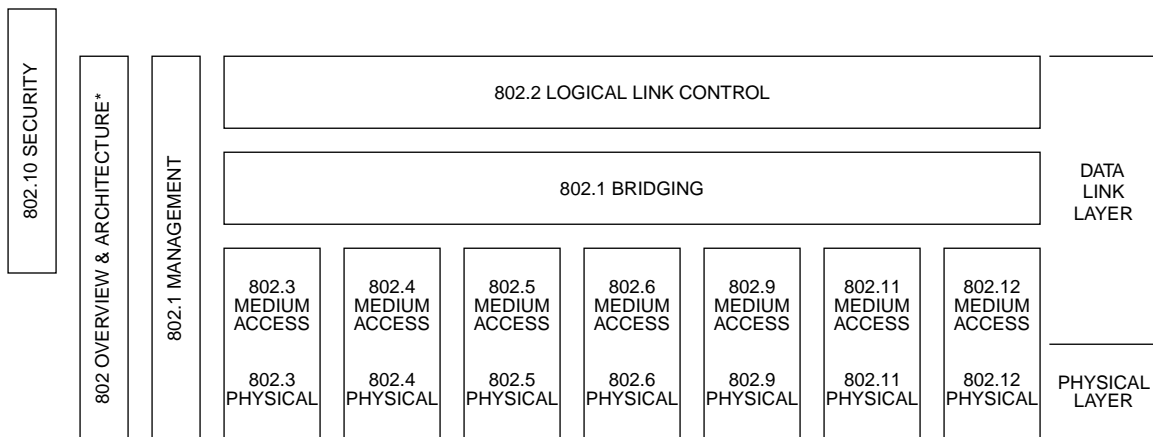 802.10 SECURITY
802 OVERVIEW & ARCHITECTURE*
802.1 MANAGEMENT
802.2 LOGICAL LINK CONTROL
802.1 BRIDGING
802.3
MEDIUM
ACCESS
802.3
PHYSICAL
802.4
MEDIUM
ACCESS
802.4
PHYSICAL
802.5
MEDIUM
ACCESS
802.5
PHYSICAL
802.6
MEDIUM
ACCESS
802.6
PHYSICAL
802.9
MEDIUM
ACCESS
802.9
PHYSICAL
802.11
MEDIUM
ACCESS
802.11
PHYSICAL
802.12
MEDIUM
ACCESS
802.12
PHYSICAL
DATA
LINK
LAYER
PHYSICAL
LAYER